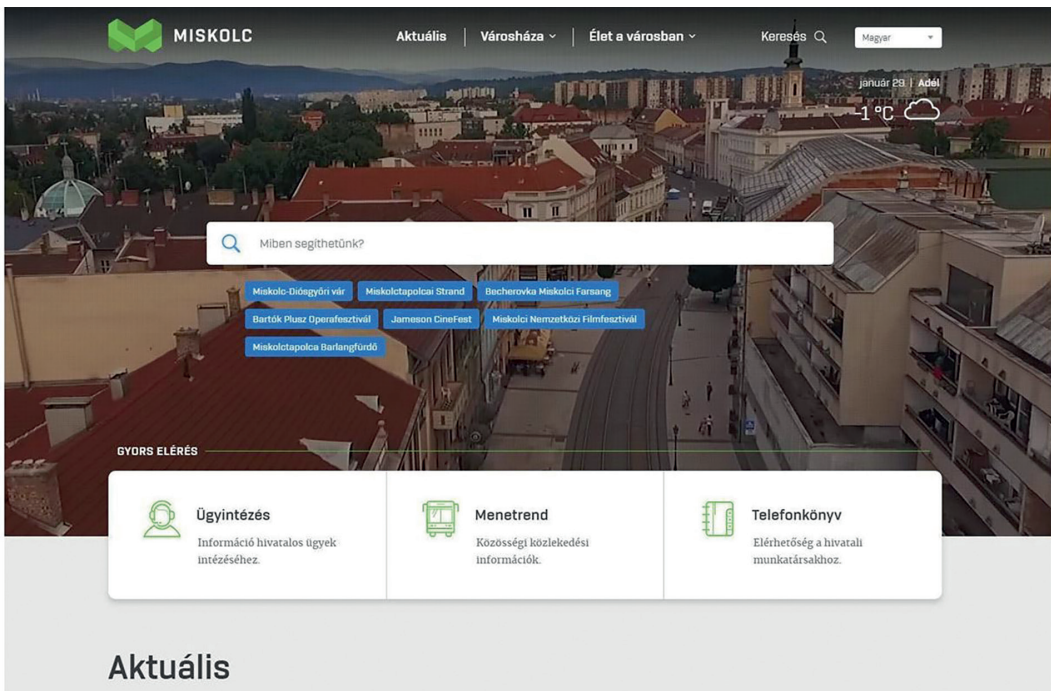 MISKOLC
Aktuális
Városháza
Élet a városban
Keresés
Magyar
január 29 | Adél
-1 °C
Miben segíthetünk?
Miskolc-Diósgyőri vár
Miskolctapolcai Strand
Becherovka Miskolci Farsang
Bartók Plusz Operafesztivál
Jameson CineFest
Miskolci Nemzetközi Filmfesztivál
Miskolctapolca Barlangfürdő
GYORS ELÉRÉS
Ügyintézés
Információ hivatalos ügyek
intézéséhez.
Menetrend
Közösségi közlekedési
információk.
Telefonkönyv
Elérhetőség a hivatali
munkatársakhoz.
Aktuális